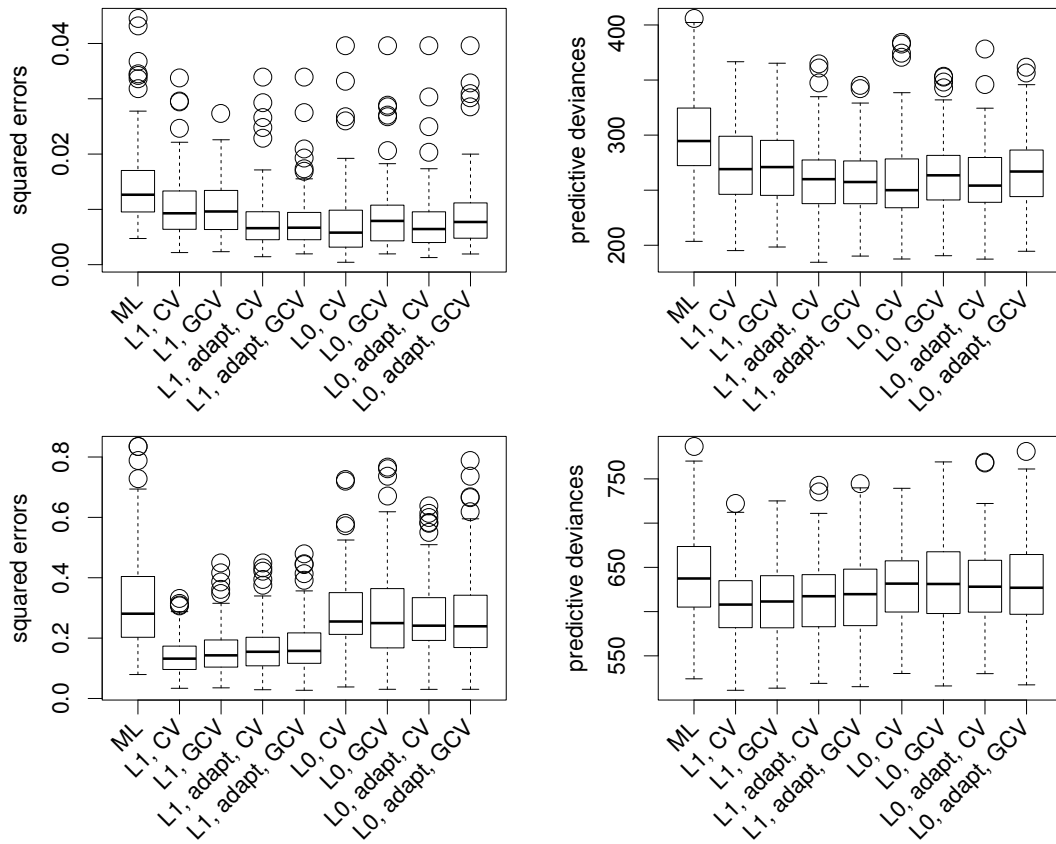 squared errors
0.00
0.02
0.04
ML
L1, CV
L1, GCV
L1, adapt, CV
L1, adapt, GCV
L0, CV
L0, GCV
L0, adapt, CV
L0, adapt, GCV
predictive deviances
200
300
400
ML
L1, CV
L1, GCV
L1, adapt, CV
L1, adapt, GCV
L0, CV
L0, GCV
L0, adapt, CV
L0, adapt, GCV
squared errors
0.0
0.2
0.4
0.6
0.8
ML
L1, CV
L1, GCV
L1, adapt, CV
L1, adapt, GCV
L0, CV
L0, GCV
L0, adapt, CV
L0, adapt, GCV
predictive deviances
550
650
750
ML
L1, CV
L1, GCV
L1, adapt, CV
L1, adapt, GCV
L0, CV
L0, GCV
L0, adapt, CV
L0, adapt, GCV